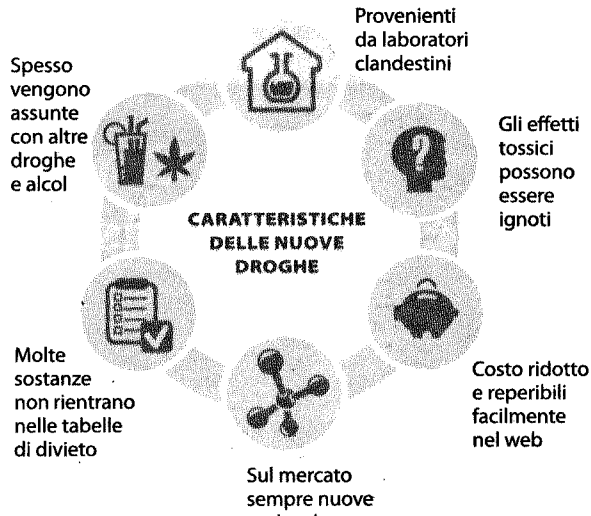 Provenienti
da laboratori
clandestini
Gli effetti
tossici
possono
essere
ignoti
Costo ridotto
e reperibili
facilmente
nel web
Sul mercato
sempre nuove
Molte
sostanze
non rientrano
nelle tabelle
di divieto
Spesso
vengono
assunte
con altre
droghe
e alcol
CARATTERISTICHE
DELLE NUOVE
DROGHE